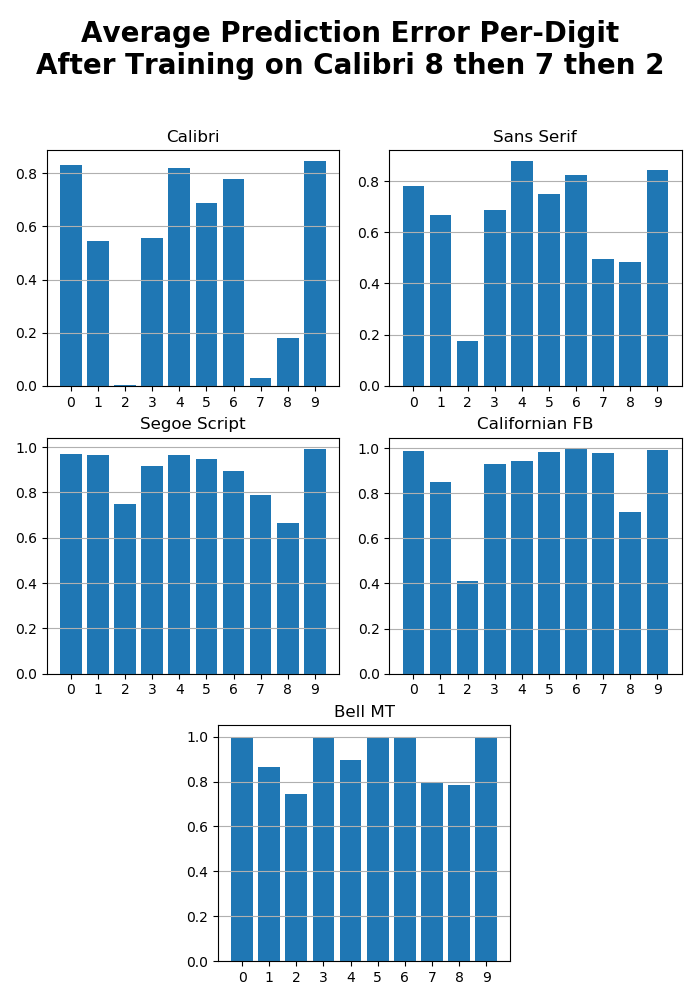 Average Prediction Error Per-Digit
After Training on Calibri 8 then 7 then 2
Calibri
0.8
0.6
0.4
0.2
0.0
0 1 2 3 4 5 6 7 8 9
Sans Serif
0.8
0.6
0.4
0.2
0.0
0 1 2 3 4 5 6 7 8 9
Segoe Script
1.0
0.8
0.6
0.4
0.2
0.0
0 1 2 3 4 5 6 7 8 9
Californian FB
1.0
0.8
0.6
0.4
0.2
0.0
0 1 2 3 4 5 6 7 8 9
Bell MT
1.0
0.8
0.6
0.4
0.2
0.0
0 1 2 3 4 5 6 7 8 9